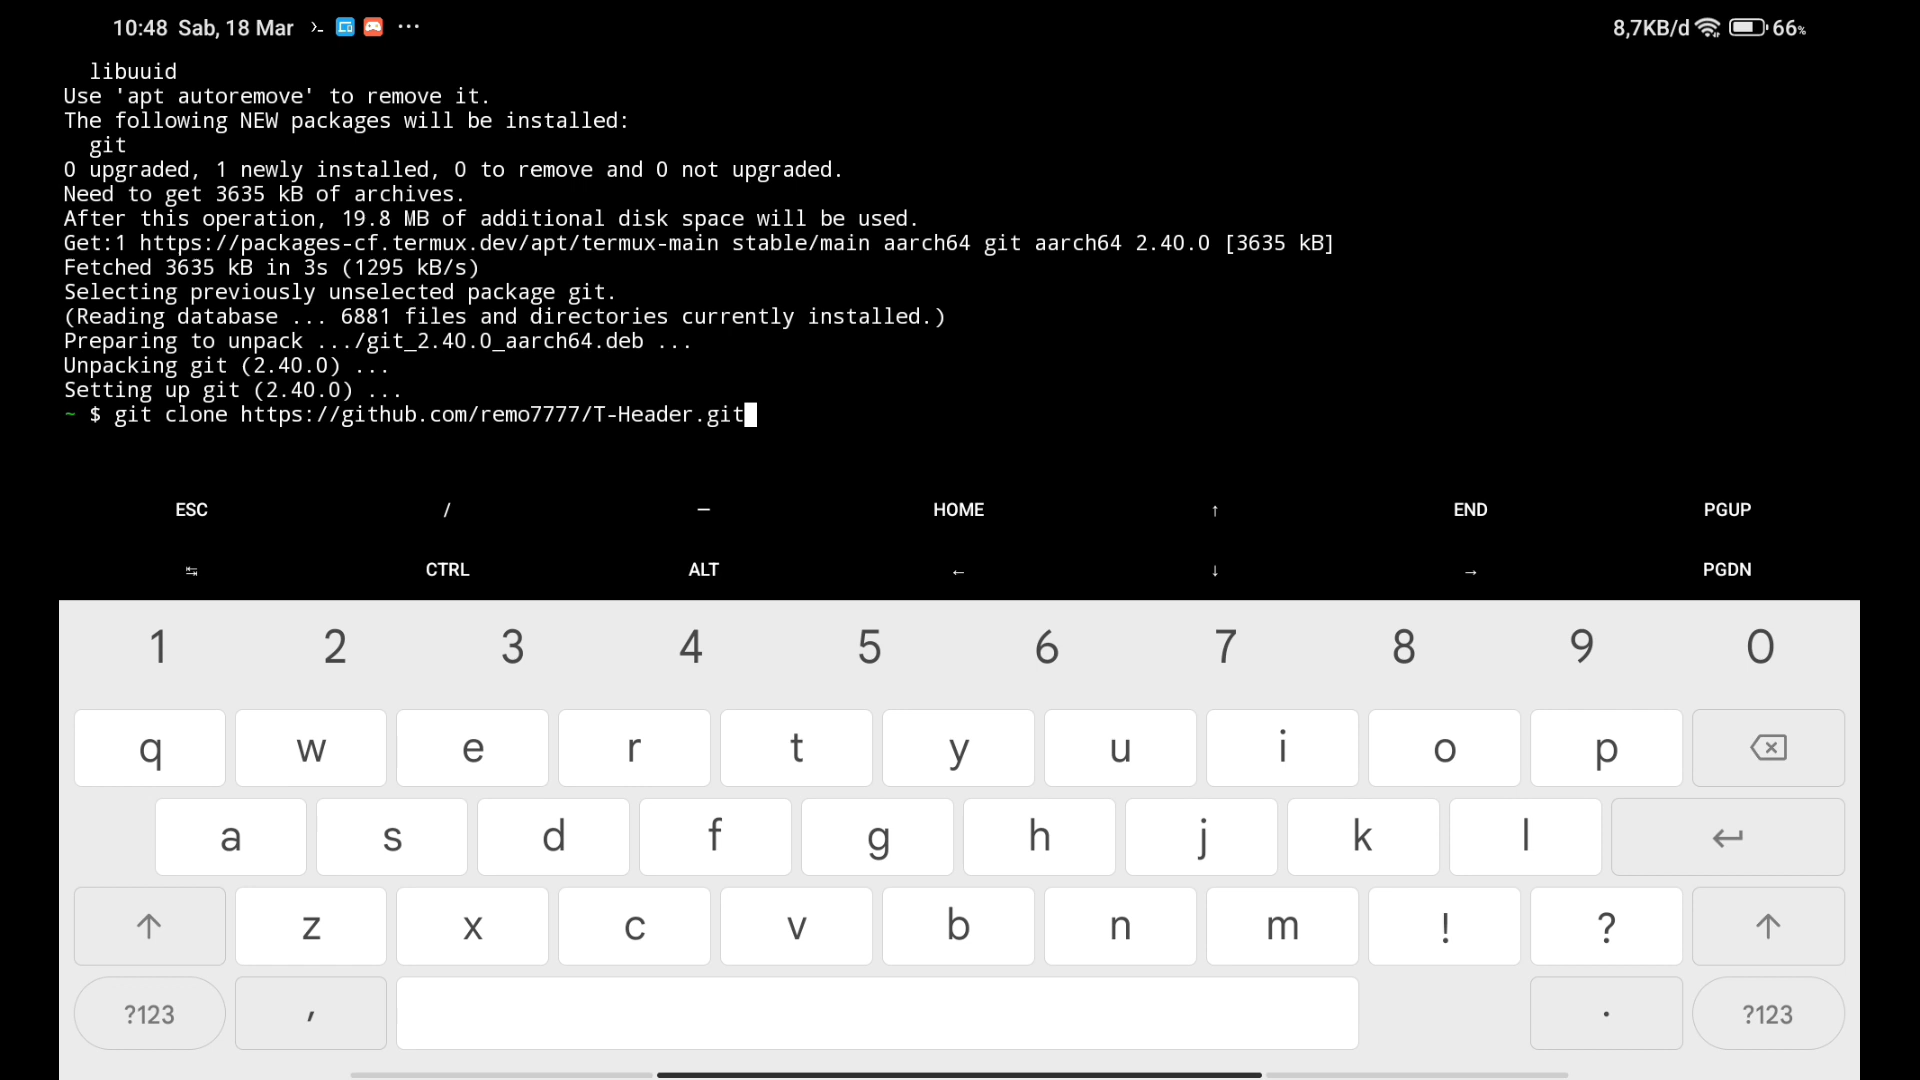 10:48 Sab, 18 Mar ... 8,7KB/d 66%
libuuid
Use 'apt autoremove' to remove it.
The following NEW packages will be installed:
git
0 upgraded, 1 newly installed, 0 to remove and 0 not upgraded.
Need to get 3635 kB of archives.
After this operation, 19.8 MB of additional disk space will be used.
Get:1 https://packages-cf.termux.dev/apt/termux-main stable/main aarch64 git aarch64 2.40.0 [3635 kB]
Fetched 3635 kB in 3s (1295 kB/s)
Selecting previously unselected package git.
(Reading database ... 6881 files and directories currently installed.)
Preparing to unpack .../git_2.40.0_aarch64.deb ...
Unpacking git (2.40.0) ...
Setting up git (2.40.0) ...
~ $ git clone https://github.com/remo7777/T-Header.git
ESC / — HOME ↑ END PGUP
↹ CTRL ALT ← ↓ → PGDN
1 2 3 4 5 6 7 8 9 0
q w e r t y u i o p
a s d f g h j k l
z x c v b n m ! ?
?123 , . ?123